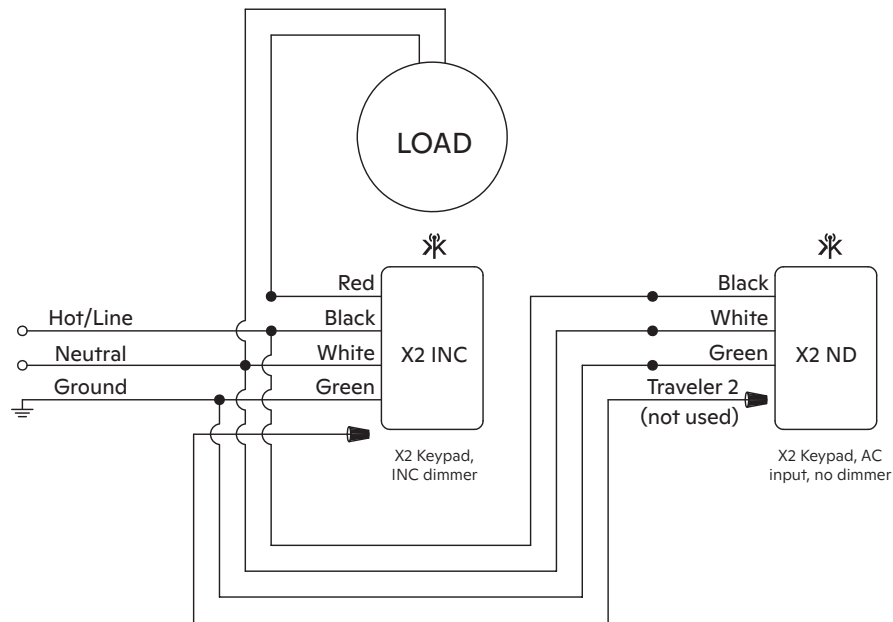 LOAD
Red
Hot/Line
Black
Neutral
White
Ground
Green
X2 INC
X2 Keypad,
INC dimmer
Black
White
Green
Traveler 2
(not used)
X2 ND
X2 Keypad, AC
input, no dimmer